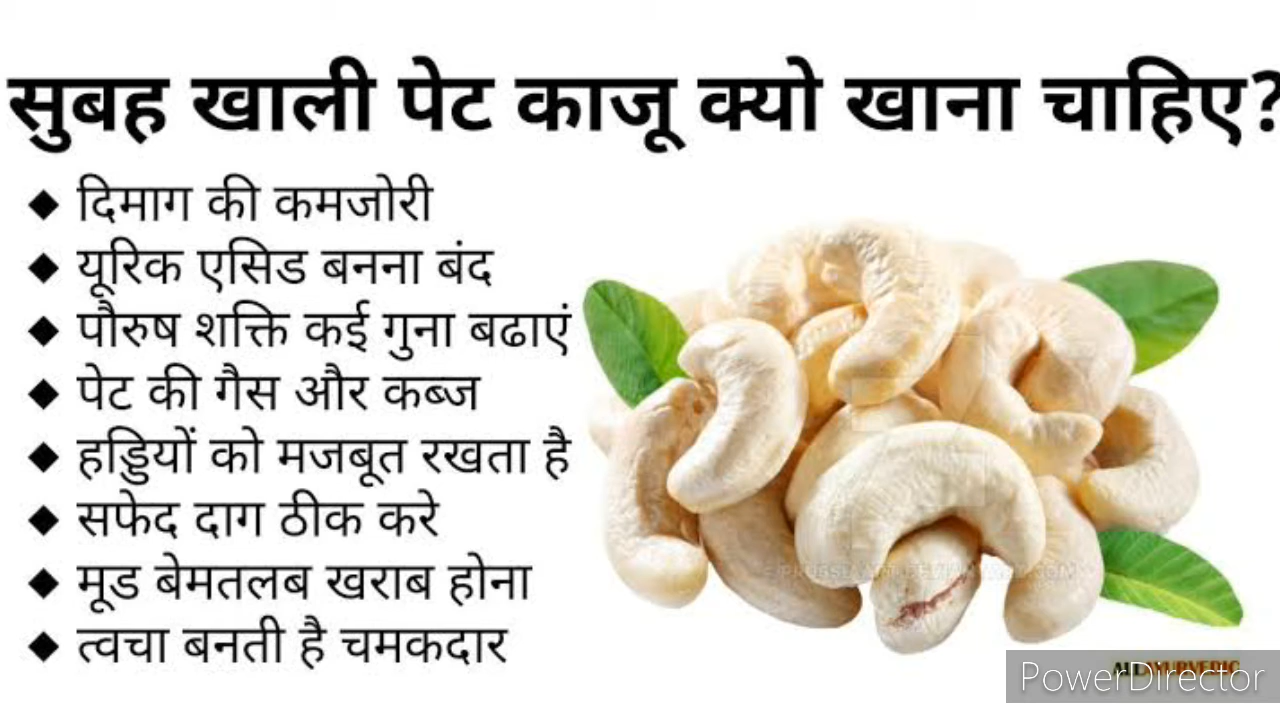 सुबह खाली पेट काजू क्यो खाना चाहिए?
◆ दिमाग की कमजोरी
◆ यूरिक एसिड बनना बंद
◆ पौरुष शक्ति कई गुना बढाएं
◆ पेट की गैस और कब्ज
◆ हड्डियों को मजबूत रखता है
◆ सफेद दाग ठीक करे
◆ मूड बेमतलब खराब होना
◆ त्वचा बनती है चमकदार
ALLAYURVEDIC
PowerDirector